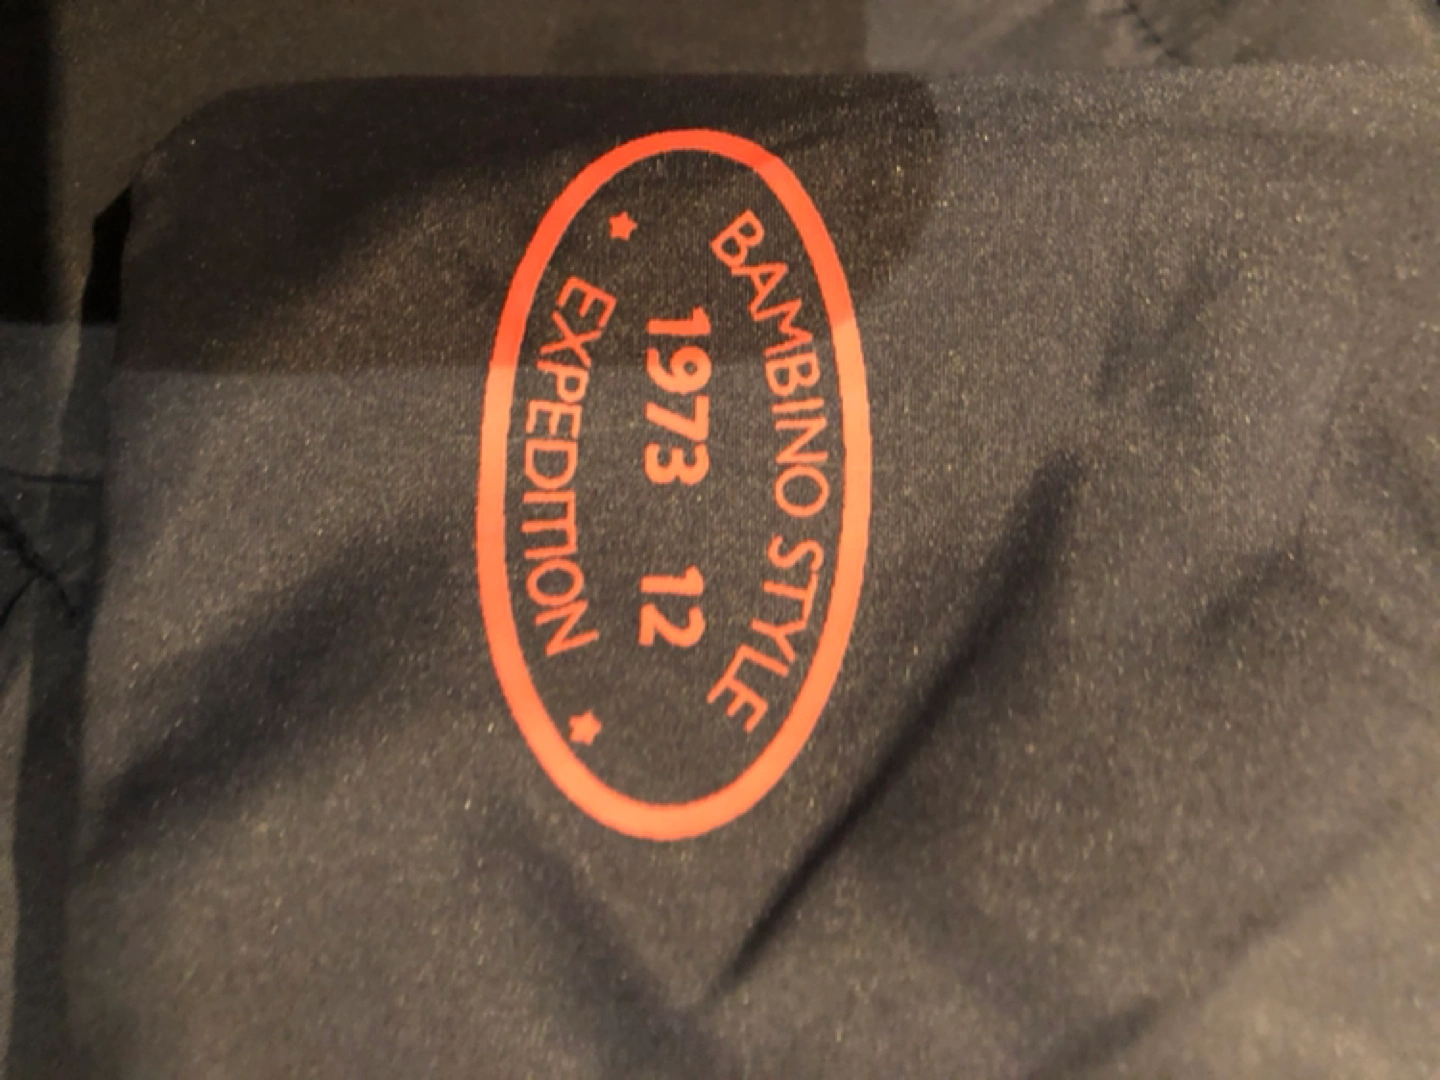 BAMBINO STYLE
1973 12
EXPEDITION